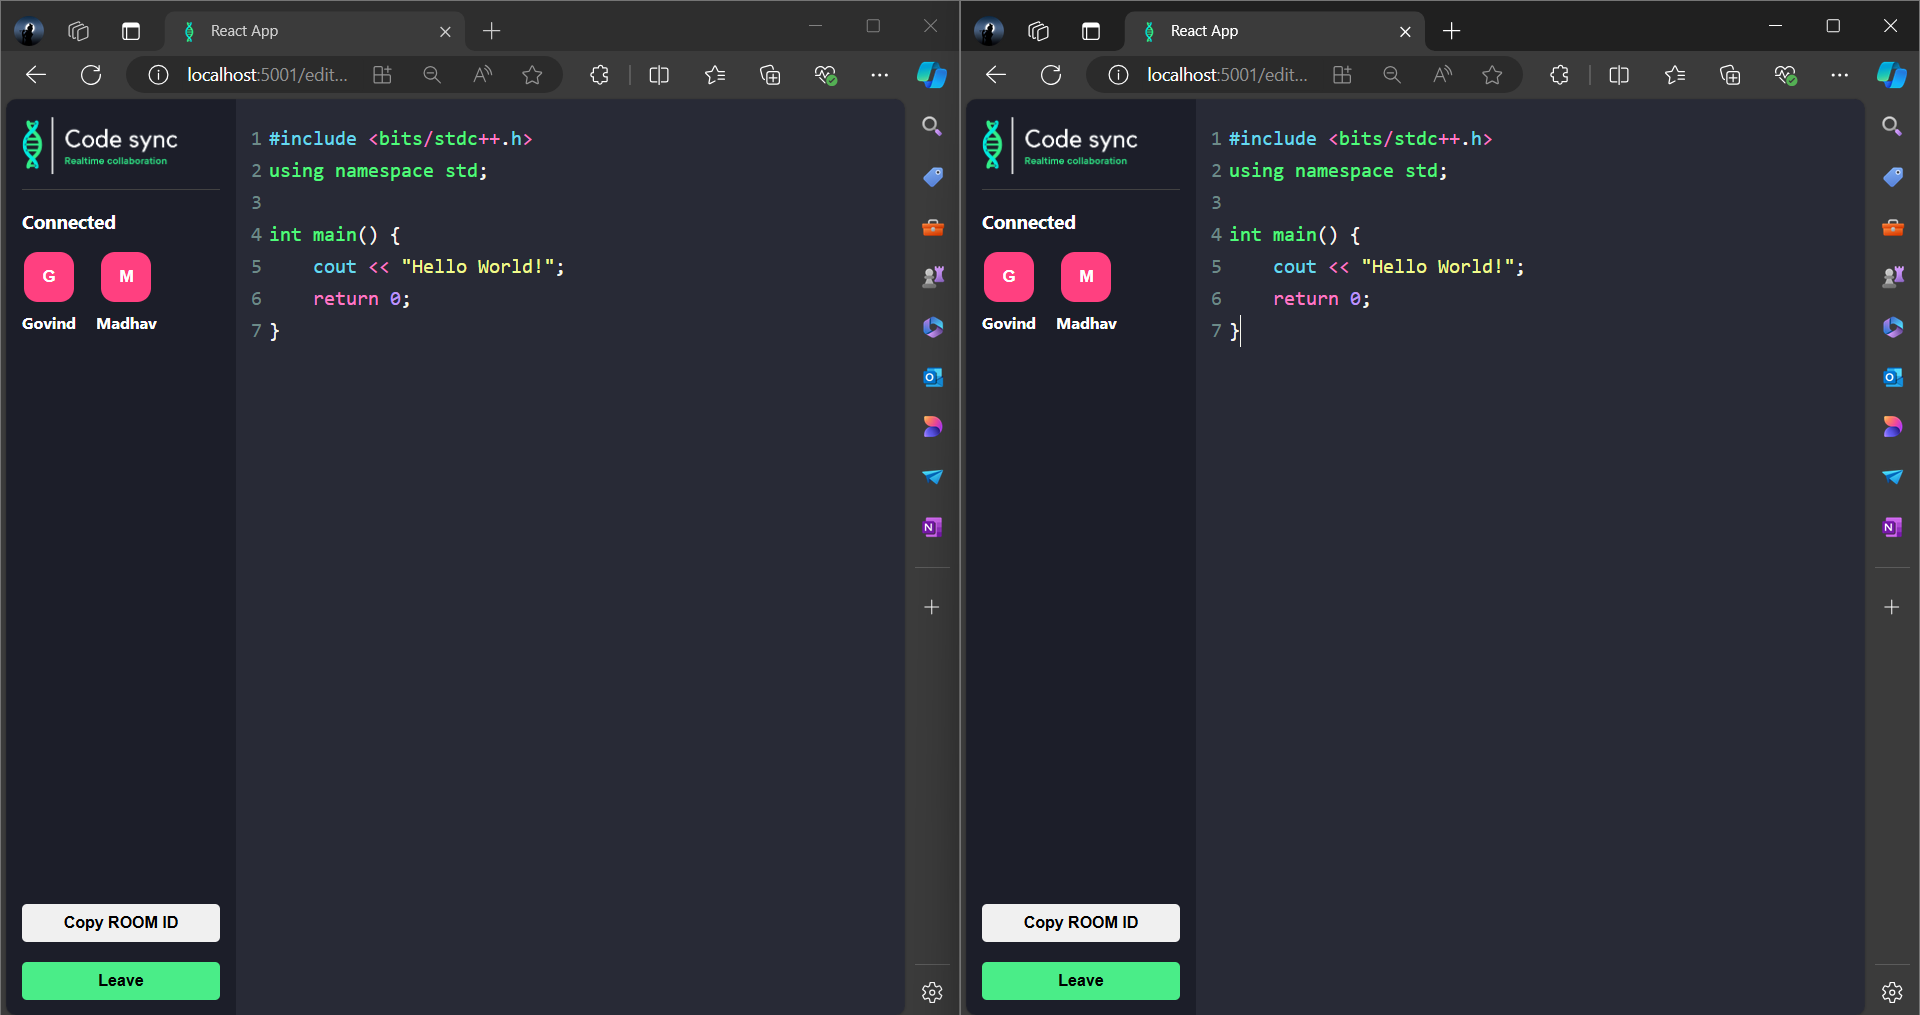 React App
localhost:5001/edit...
Code sync
Realtime collaboration
Connected
G M
Govind Madhav
1 #include <bits/stdc++.h>
2 using namespace std;
3
4 int main() {
5     cout << "Hello World!";
6     return 0;
7 }
Copy ROOM ID
Leave
React App
localhost:5001/edit...
Code sync
Realtime collaboration
Connected
G M
Govind Madhav
1 #include <bits/stdc++.h>
2 using namespace std;
3
4 int main() {
5     cout << "Hello World!";
6     return 0;
7 }
Copy ROOM ID
Leave